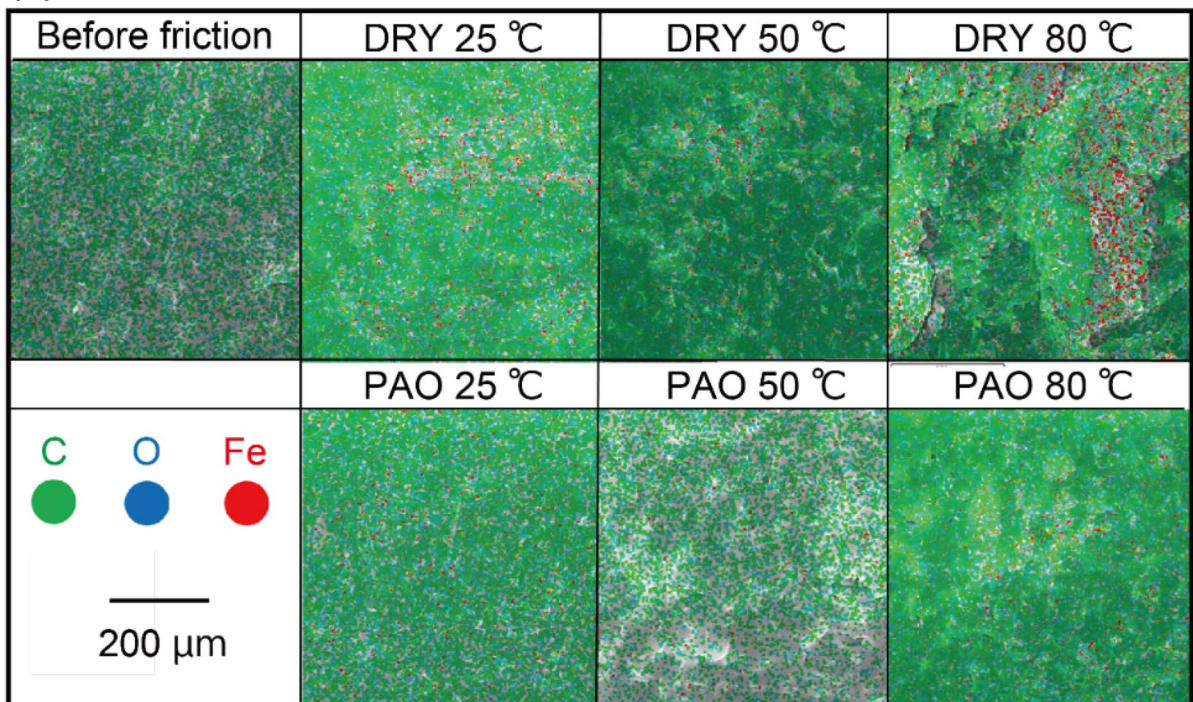 Before friction
DRY 25 ℃
DRY 50 ℃
DRY 80 ℃
PAO 25 ℃
PAO 50 ℃
PAO 80 ℃
C
O
Fe
200 μm